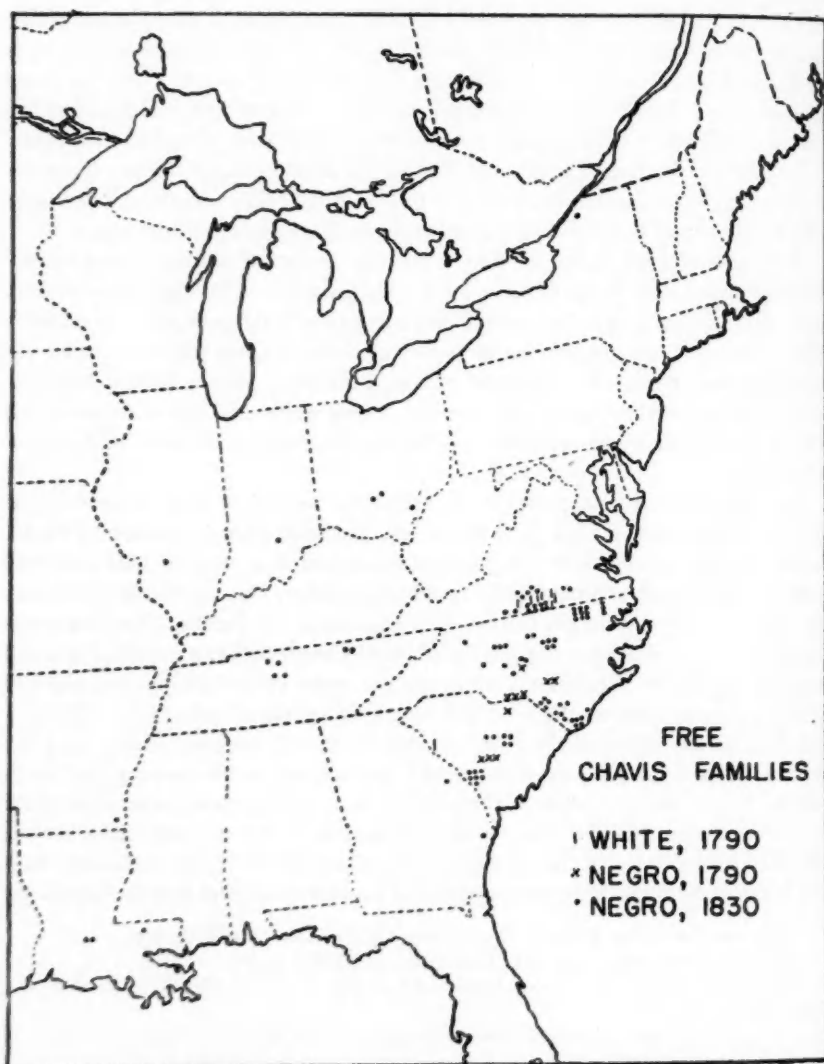 FREE
CHAVIS FAMILIES
ı WHITE, 1790
x NEGRO, 1790
• NEGRO, 1830